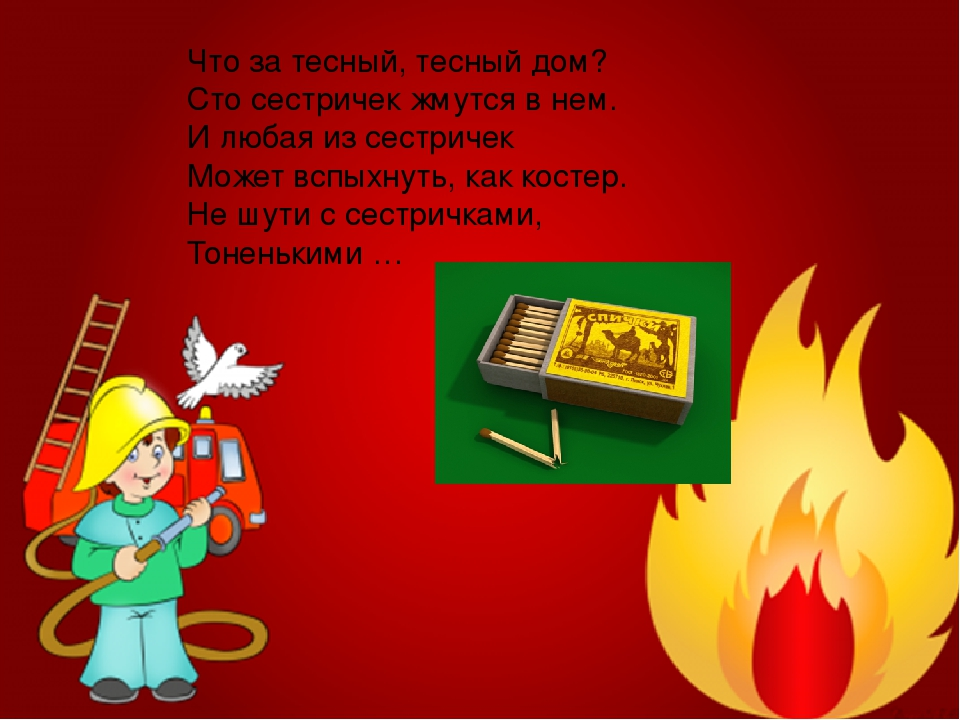 Что за тесный, тесный дом?
Сто сестричек жмутся в нем.
И любая из сестричек
Может вспыхнуть, как костер.
Не шути с сестричками,
Тоненькими …
СПИЧКИ